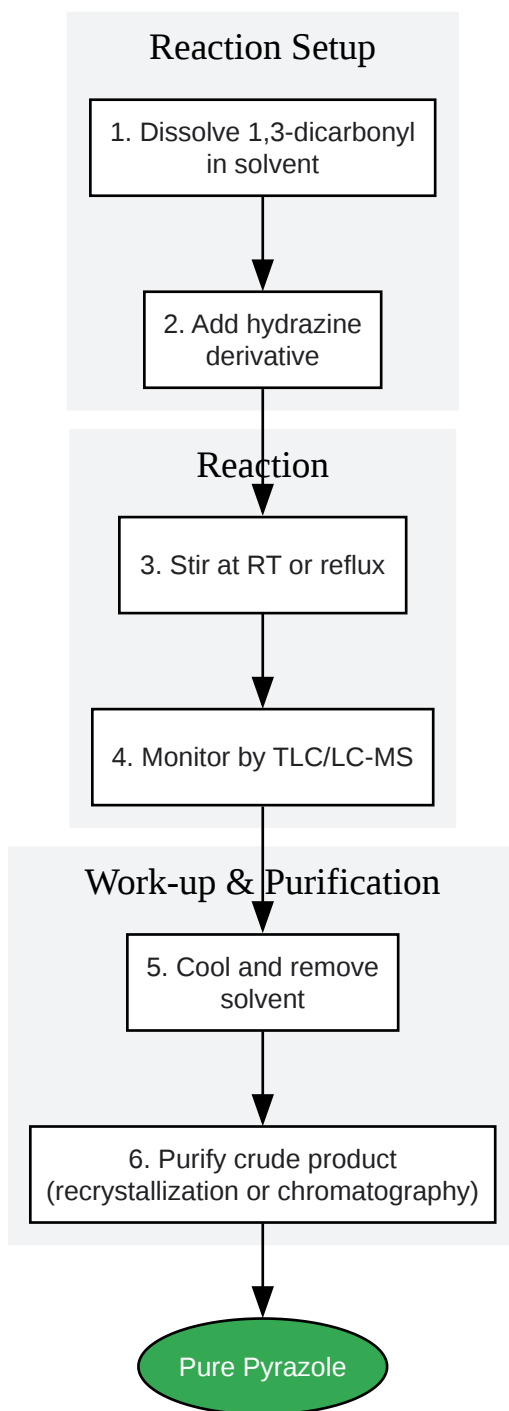 Reaction Setup
1. Dissolve 1,3-dicarbonyl
in solvent
2. Add hydrazine
derivative
Reaction
3. Stir at RT or reflux
4. Monitor by TLC/LC-MS
Work-up & Purification
5. Cool and remove
solvent
6. Purify crude product
(recrystallization or chromatography)
Pure Pyrazole